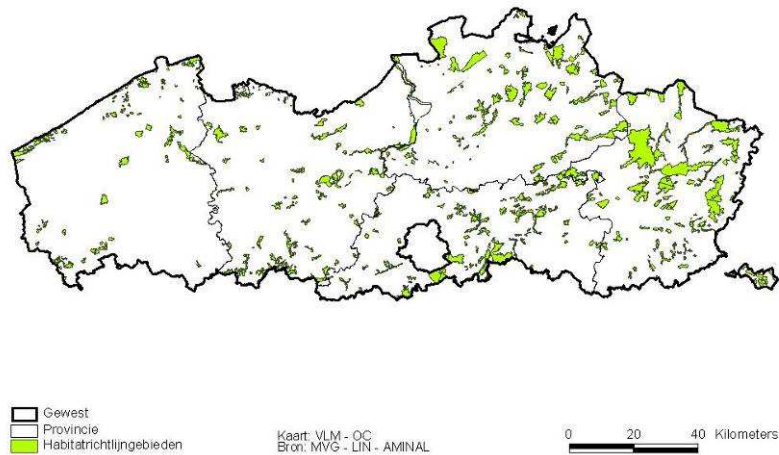 Gewest
Provincie
Habitatrichtlijngebieden
Kaart: VLM - OC
Bron: MVG - LIN - AMINAL
0 20 40 Kilometers